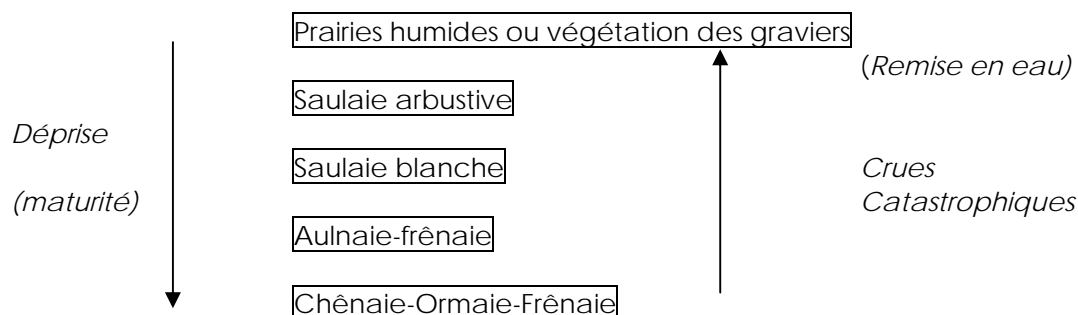 Prairies humides ou végétation des graviers
(Remise en eau)
Saulaie arbustive
Déprise
Saulaie blanche
Crues
(maturité)
Catastrophiques
Aulnaie-frênaie
Chênaie-Ormaie-Frênaie